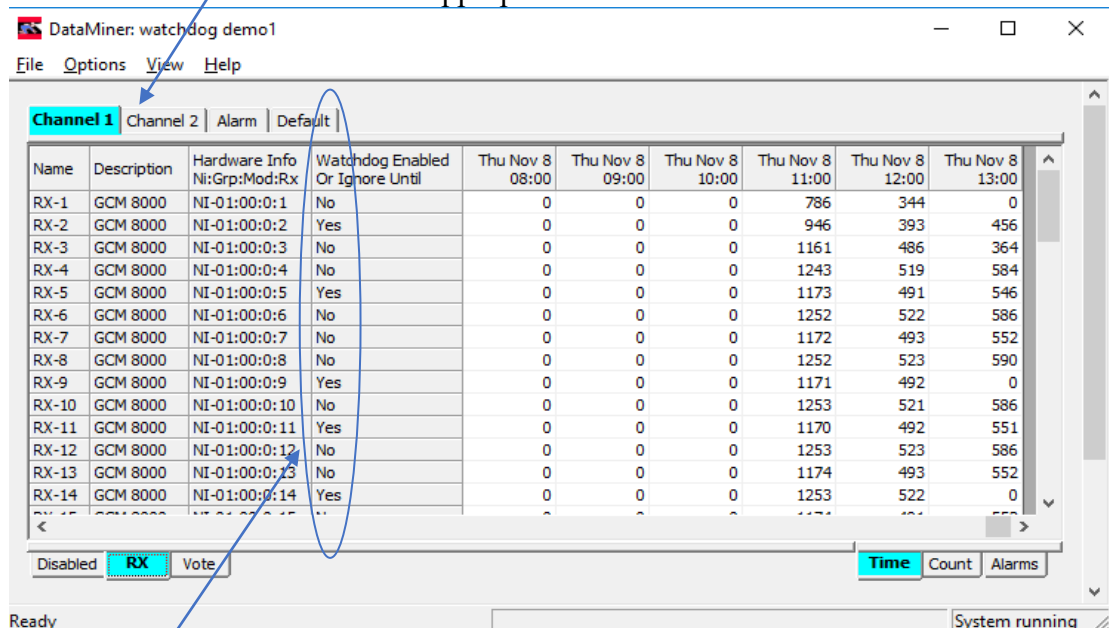 DataMiner: watchdog demo1
File Options View Help
Channel 1 Channel 2 Alarm Default
Name Description Hardware Info Watchdog Enabled Thu Nov 8 Thu Nov 8 Thu Nov 8 Thu Nov 8 Thu Nov 8 Thu Nov 8
Ni:Grp:Mod:Rx Or Ignore Until 08:00 09:00 10:00 11:00 12:00 13:00
RX-1 GCM 8000 NI-01:00:0:1 No 0 0 0 786 344 0
RX-2 GCM 8000 NI-01:00:0:2 Yes 0 0 0 946 393 456
RX-3 GCM 8000 NI-01:00:0:3 No 0 0 0 1161 486 364
RX-4 GCM 8000 NI-01:00:0:4 No 0 0 0 1243 519 584
RX-5 GCM 8000 NI-01:00:0:5 Yes 0 0 0 1173 491 546
RX-6 GCM 8000 NI-01:00:0:6 No 0 0 0 1252 522 586
RX-7 GCM 8000 NI-01:00:0:7 No 0 0 0 1172 493 552
RX-8 GCM 8000 NI-01:00:0:8 No 0 0 0 1252 523 590
RX-9 GCM 8000 NI-01:00:0:9 Yes 0 0 0 1171 492 0
RX-10 GCM 8000 NI-01:00:0:10 No 0 0 0 1253 521 586
RX-11 GCM 8000 NI-01:00:0:11 Yes 0 0 0 1170 492 551
RX-12 GCM 8000 NI-01:00:0:12 No 0 0 0 1253 523 586
RX-13 GCM 8000 NI-01:00:0:13 No 0 0 0 1174 493 552
RX-14 GCM 8000 NI-01:00:0:14 Yes 0 0 0 1253 522 0
Disabled RX Vote Time Count Alarms
Ready System running